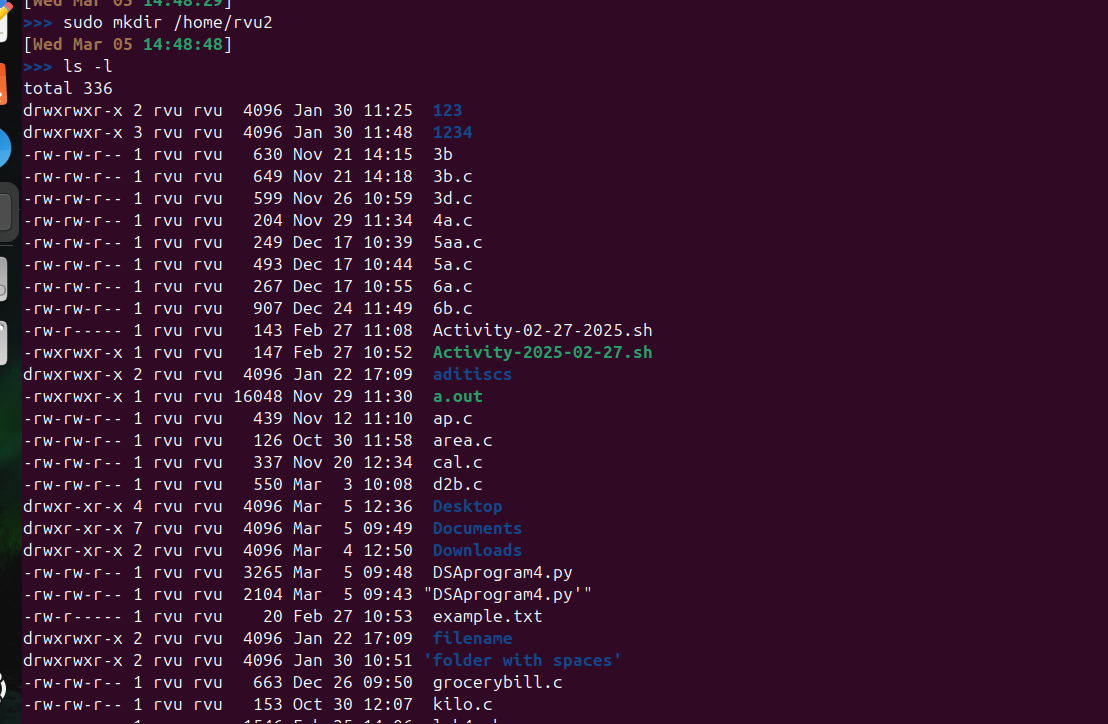 [Wed Mar 05 14:48:29]
>>> sudo mkdir /home/rvu2
[Wed Mar 05 14:48:48]
>>> ls -l
total 336
drwxrwxr-x 2 rvu rvu  4096 Jan 30 11:25  123
drwxrwxr-x 3 rvu rvu  4096 Jan 30 11:48  1234
-rw-rw-r-- 1 rvu rvu   630 Nov 21 14:15  3b
-rw-rw-r-- 1 rvu rvu   649 Nov 21 14:18  3b.c
-rw-rw-r-- 1 rvu rvu   599 Nov 26 10:59  3d.c
-rw-rw-r-- 1 rvu rvu   204 Nov 29 11:34  4a.c
-rw-rw-r-- 1 rvu rvu   249 Dec 17 10:39  5aa.c
-rw-rw-r-- 1 rvu rvu   493 Dec 17 10:44  5a.c
-rw-rw-r-- 1 rvu rvu   267 Dec 17 10:55  6a.c
-rw-rw-r-- 1 rvu rvu   907 Dec 24 11:49  6b.c
-rw-r----- 1 rvu rvu   143 Feb 27 11:08  Activity-02-27-2025.sh
-rwxrwxr-x 1 rvu rvu   147 Feb 27 10:52  Activity-2025-02-27.sh
drwxrwxr-x 2 rvu rvu  4096 Jan 22 17:09  aditiscs
-rwxrwxr-x 1 rvu rvu 16048 Nov 29 11:30  a.out
-rw-rw-r-- 1 rvu rvu   439 Nov 12 11:10  ap.c
-rw-rw-r-- 1 rvu rvu   126 Oct 30 11:58  area.c
-rw-rw-r-- 1 rvu rvu   337 Nov 20 12:34  cal.c
-rw-rw-r-- 1 rvu rvu   550 Mar  3 10:08  d2b.c
drwxr-xr-x 4 rvu rvu  4096 Mar  5 12:36  Desktop
drwxr-xr-x 7 rvu rvu  4096 Mar  5 09:49  Documents
drwxr-xr-x 2 rvu rvu  4096 Mar  4 12:50  Downloads
-rw-rw-r-- 1 rvu rvu  3265 Mar  5 09:48  DSAprogram4.py
-rw-rw-r-- 1 rvu rvu  2104 Mar  5 09:43 "DSAprogram4.py'"
-rw-r----- 1 rvu rvu    20 Feb 27 10:53  example.txt
drwxrwxr-x 2 rvu rvu  4096 Jan 22 17:09  filename
drwxrwxr-x 2 rvu rvu  4096 Jan 30 10:51 'folder with spaces'
-rw-rw-r-- 1 rvu rvu   663 Dec 26 09:50  grocerybill.c
-rw-rw-r-- 1 rvu rvu   153 Oct 30 12:07  kilo.c